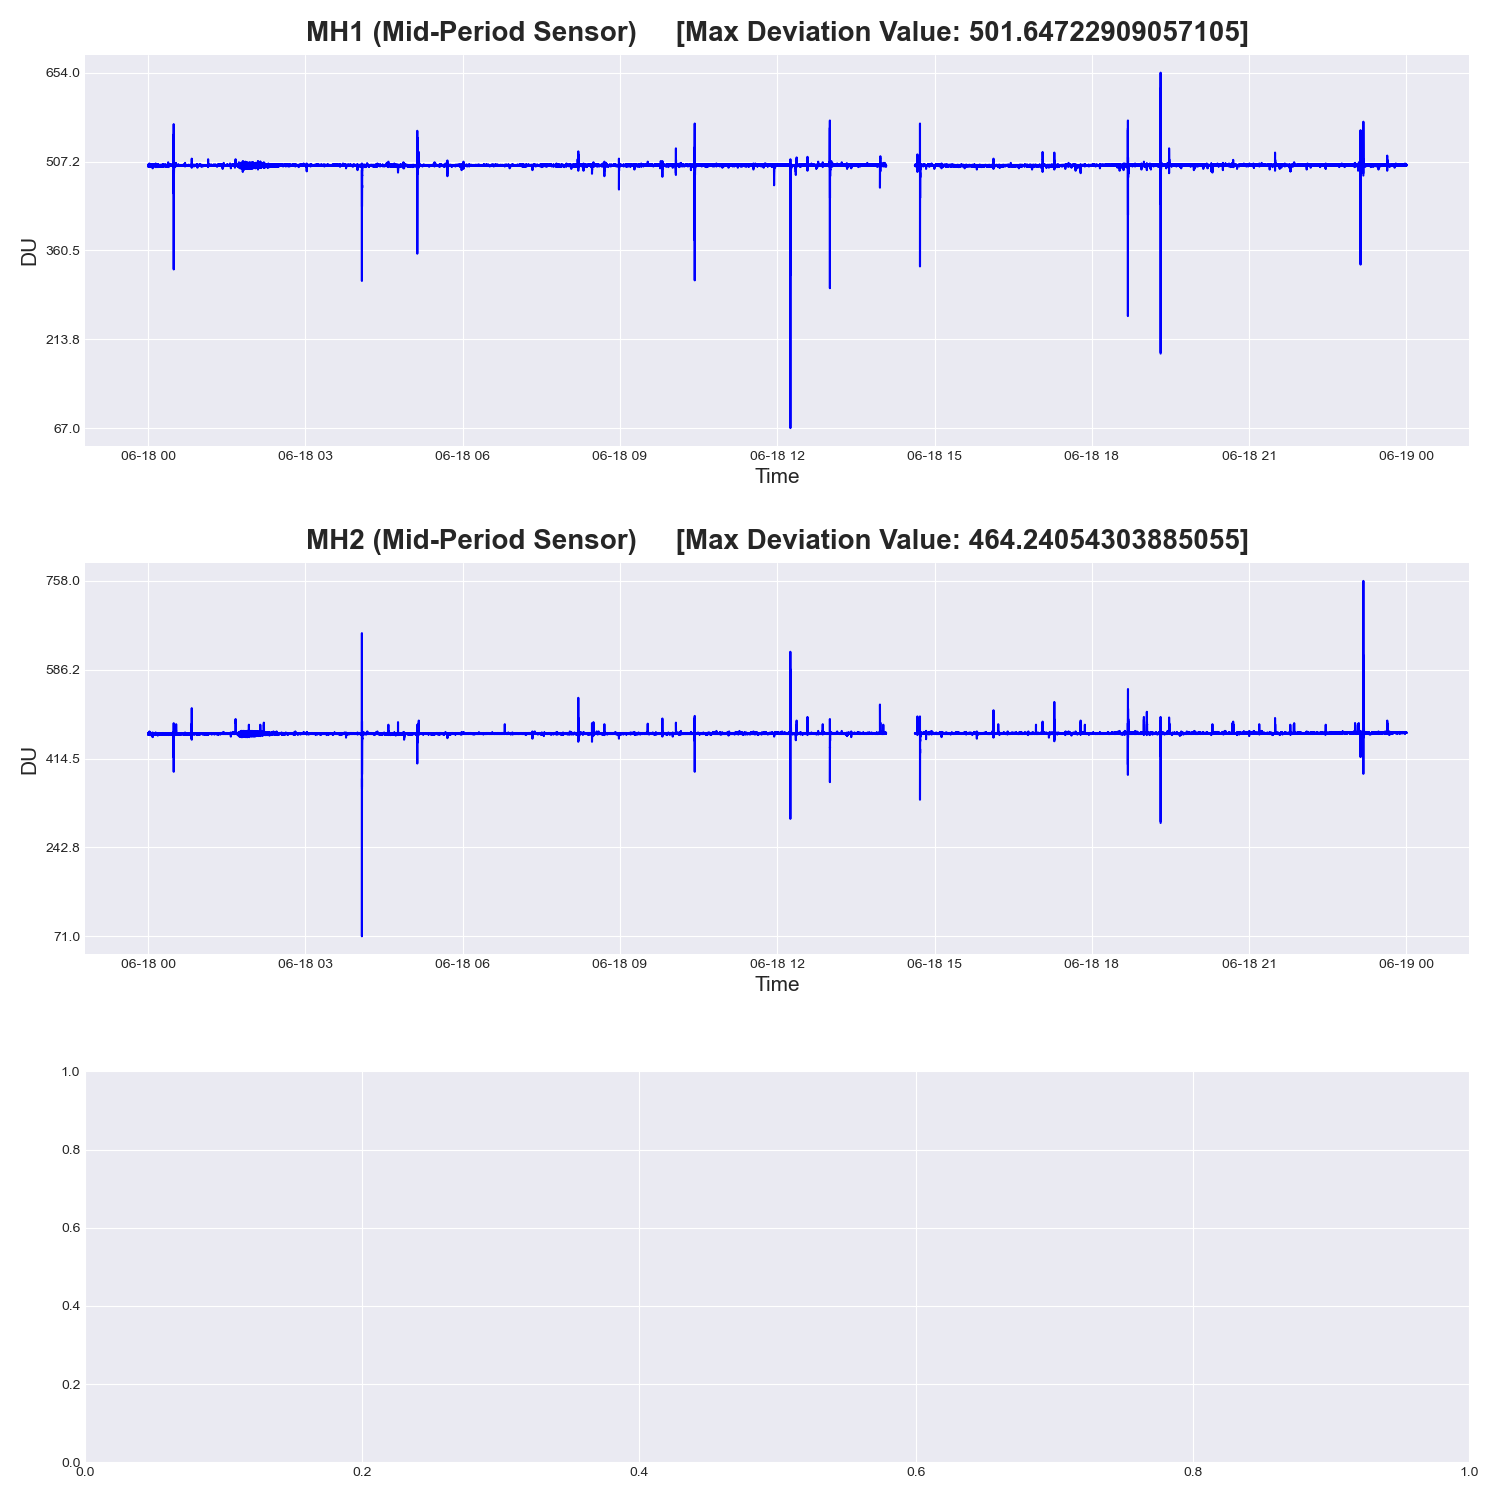 MH1 (Mid-Period Sensor) [Max Deviation Value: 501.64722909057105]
654.0
507.2
360.5
213.8
67.0
DU
06-18 00 06-18 03 06-18 06 06-18 09 06-18 12 06-18 15 06-18 18 06-18 21 06-19 00
Time
MH2 (Mid-Period Sensor) [Max Deviation Value: 464.24054303885055]
758.0
586.2
414.5
242.8
71.0
DU
06-18 00 06-18 03 06-18 06 06-18 09 06-18 12 06-18 15 06-18 18 06-18 21 06-19 00
Time
1.0
0.8
0.6
0.4
0.2
0.0
0.0 0.2 0.4 0.6 0.8 1.0